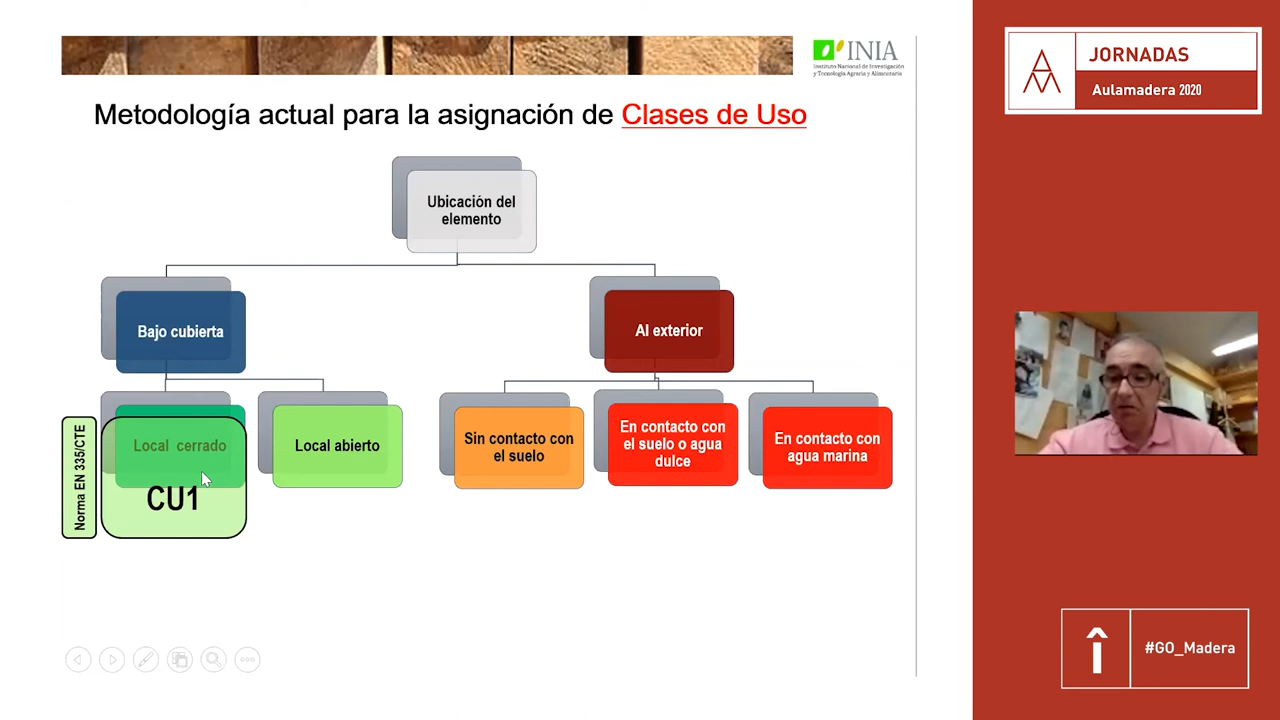 INIA
Instituto Nacional de Investigación
y Tecnología Agraria y Alimentaria
JORNADAS
Aulamadera 2020
Metodología actual para la asignación de Clases de Uso
Ubicación del
elemento
Bajo cubierta
Al exterior
Local cerrado
Local abierto
Sin contacto con
el suelo
En contacto con
el suelo o agua
dulce
En contacto con
agua marina
Norma EN 335/CTE
CU1
#GO_Madera